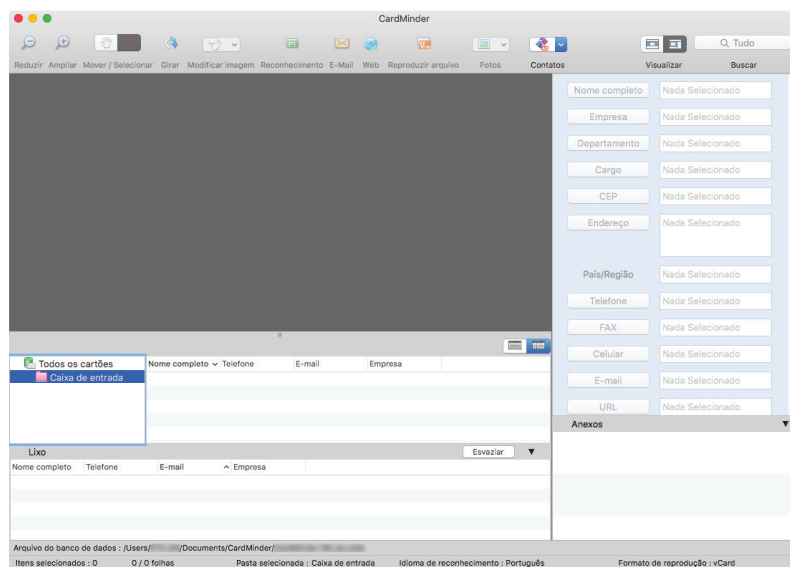 CardMinder
Tudo
Reduzir Ampliar Mover / Selecionar Girar Modificar imagem Reconhecimento E-Mail Web Reproduzir arquivo Fotos Contatos Visualizar Buscar
Nome completo Nada Selecionado
Empresa Nada Selecionado
Departamento Nada Selecionado
Cargo Nada Selecionado
CEP Nada Selecionado
Endereço Nada Selecionado
País/Região Nada Selecionado
Telefone Nada Selecionado
FAX Nada Selecionado
Celular Nada Selecionado
E-mail Nada Selecionado
URL Nada Selecionado
Anexos
Todos os cartões
Caixa de entrada
Nome completo Telefone E-mail Empresa
Lixo Esvaziar
Nome completo Telefone E-mail Empresa
Arquivo do banco de dados : /Users/ /Documents/CardMinder/
Itens selecionados : 0 0 / 0 folhas Pasta selecionada : Caixa de entrada Idioma de reconhecimento : Português Formato de reprodução : vCard